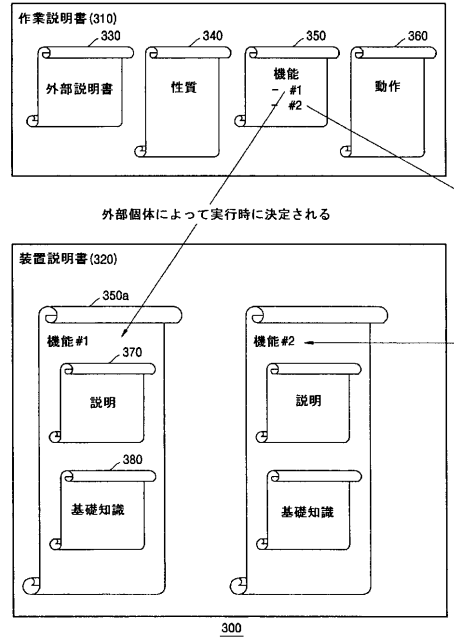 作業説明書(310)
330
340
350
360
外部説明書
性質
機能
- #1
- #2
動作
外部個体によって実行時に決定される
装置説明書(320)
350a
機能#1
370
説明
380
基礎知識
機能#2
説明
基礎知識
300